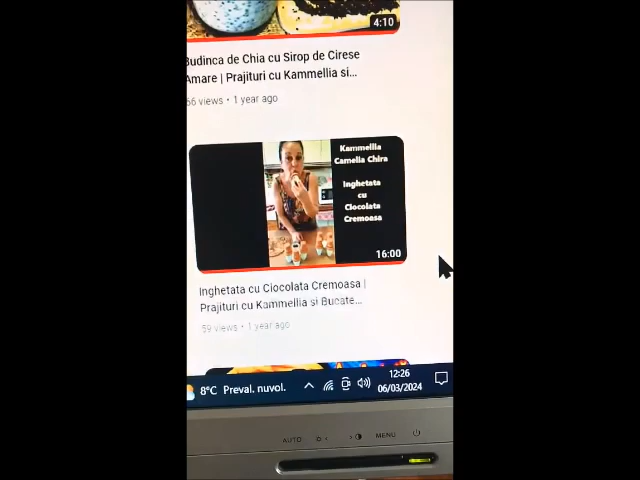 4:10
Budinca de Chia cu Sirop de Cirese
Amare | Prajituri cu Kammellia si...
66 views • 1 year ago
Kammellia
Camelia Chira
Inghetata
cu
Ciocolata
Cremoasa
16:00
Inghetata cu Ciocolata Cremoasa |
Prajituri cu Kammellia si Bucate...
59 views • 1 year ago
8°C Preval. nuvol.
12:26
06/03/2024
AUTO
MENU